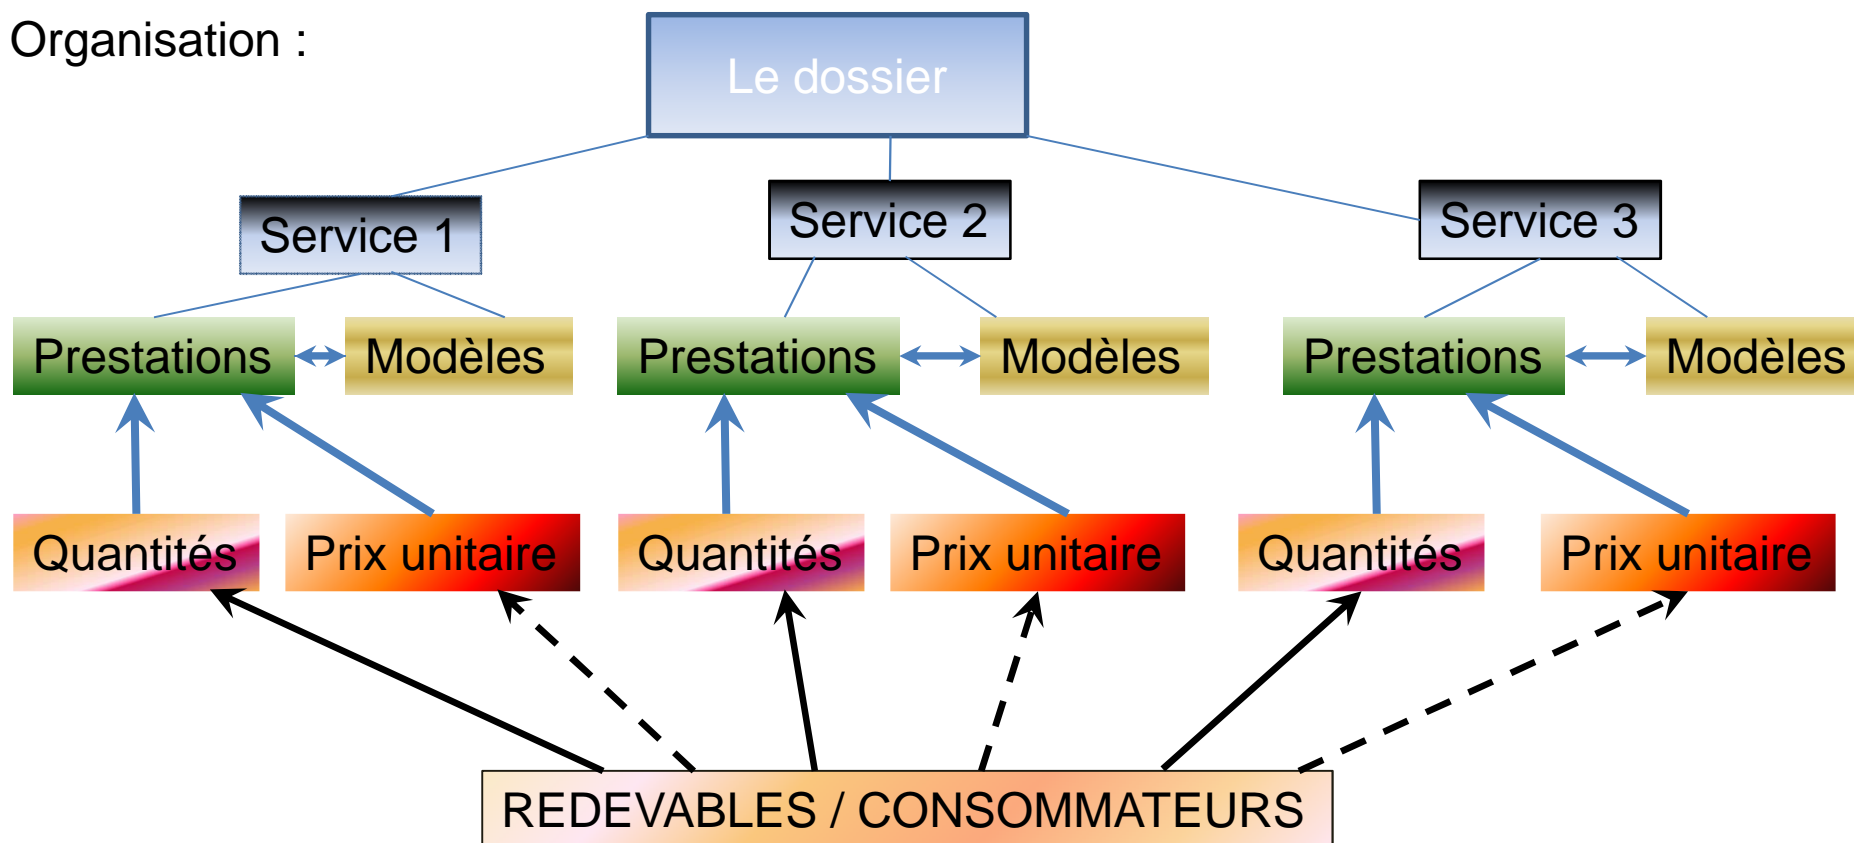 Organisation :
Le dossier
Service 1
Service 2
Service 3
Prestations
Modèles
Prestations
Modèles
Prestations
Modèles
Quantités
Prix unitaire
Quantités
Prix unitaire
Quantités
Prix unitaire
REDEVABLES / CONSOMMATEURS